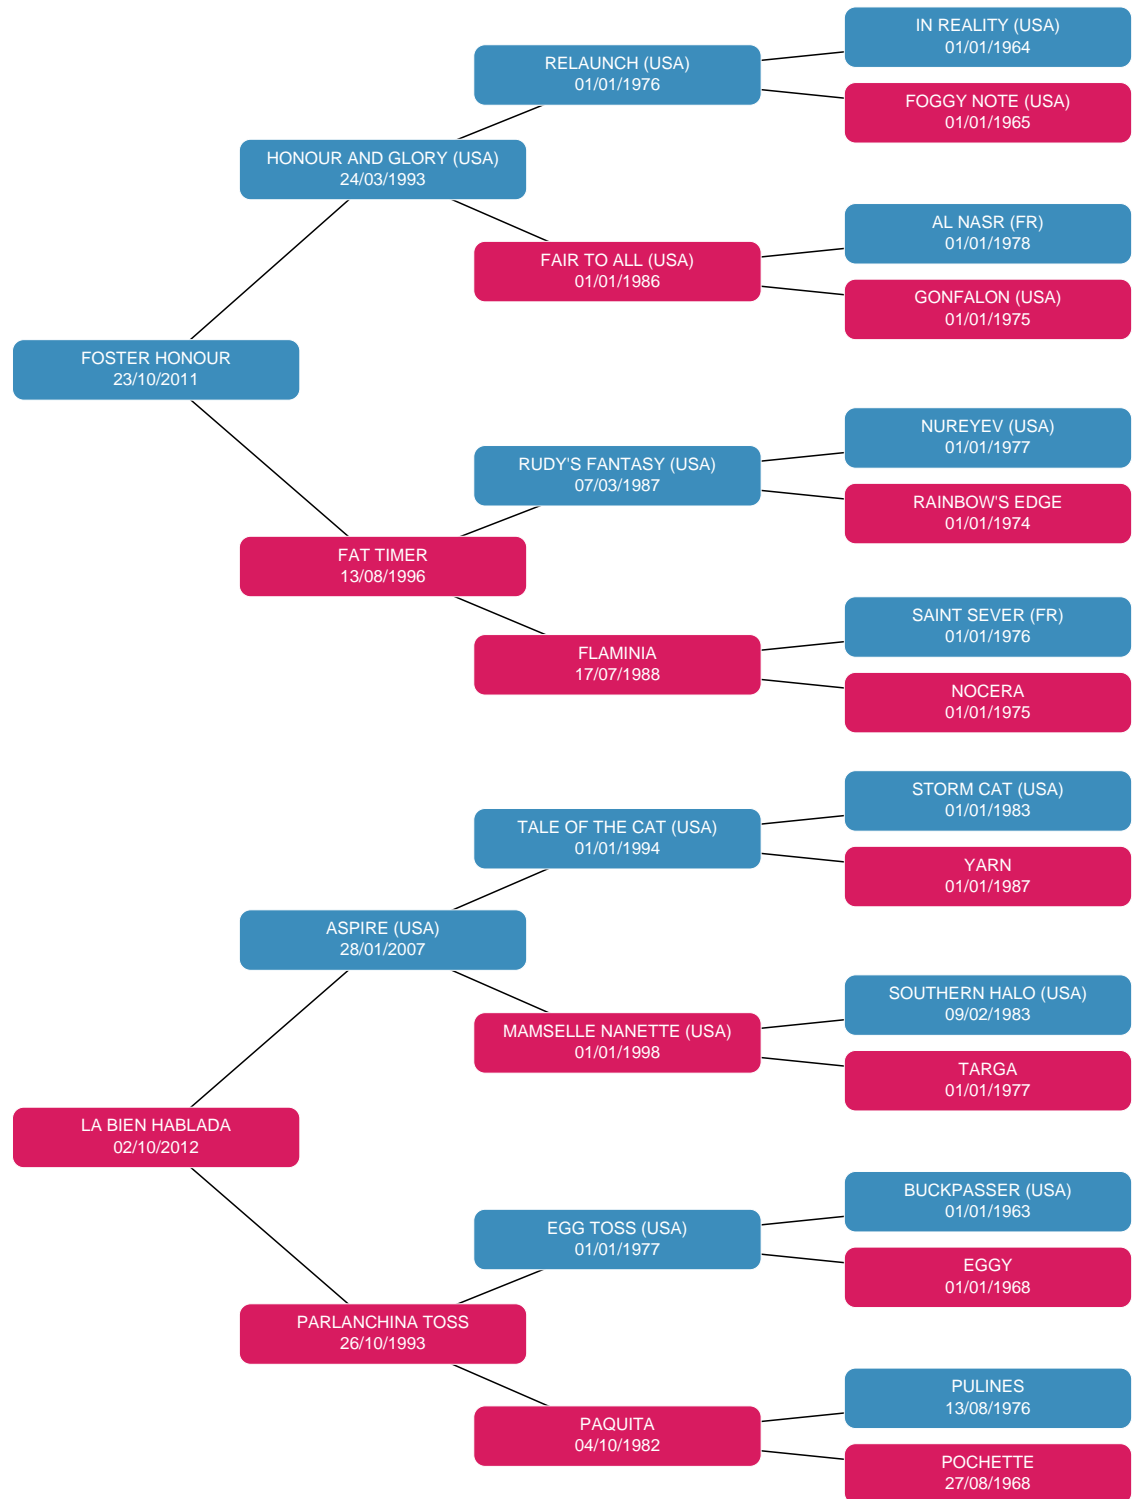 IN REALITY (USA)
01/01/1964
RELAUNCH (USA)
01/01/1976
FOGGY NOTE (USA)
01/01/1965
HONOUR AND GLORY (USA)
24/03/1993
AL NASR (FR)
01/01/1978
FAIR TO ALL (USA)
01/01/1986
GONFALON (USA)
01/01/1975
FOSTER HONOUR
23/10/2011
NUREYEV (USA)
01/01/1977
RUDY'S FANTASY (USA)
07/03/1987
RAINBOW'S EDGE
01/01/1974
FAT TIMER
13/08/1996
SAINT SEVER (FR)
01/01/1976
FLAMINIA
17/07/1988
NOCERA
01/01/1975
STORM CAT (USA)
01/01/1983
TALE OF THE CAT (USA)
01/01/1994
YARN
01/01/1987
ASPIRE (USA)
28/01/2007
SOUTHERN HALO (USA)
09/02/1983
MAMSELLE NANETTE (USA)
01/01/1998
TARGA
01/01/1977
LA BIEN HABLADA
02/10/2012
BUCKPASSER (USA)
01/01/1963
EGG TOSS (USA)
01/01/1977
EGGY
01/01/1968
PARLANCHINA TOSS
26/10/1993
PULINES
13/08/1976
PAQUITA
04/10/1982
POCHETTE
27/08/1968